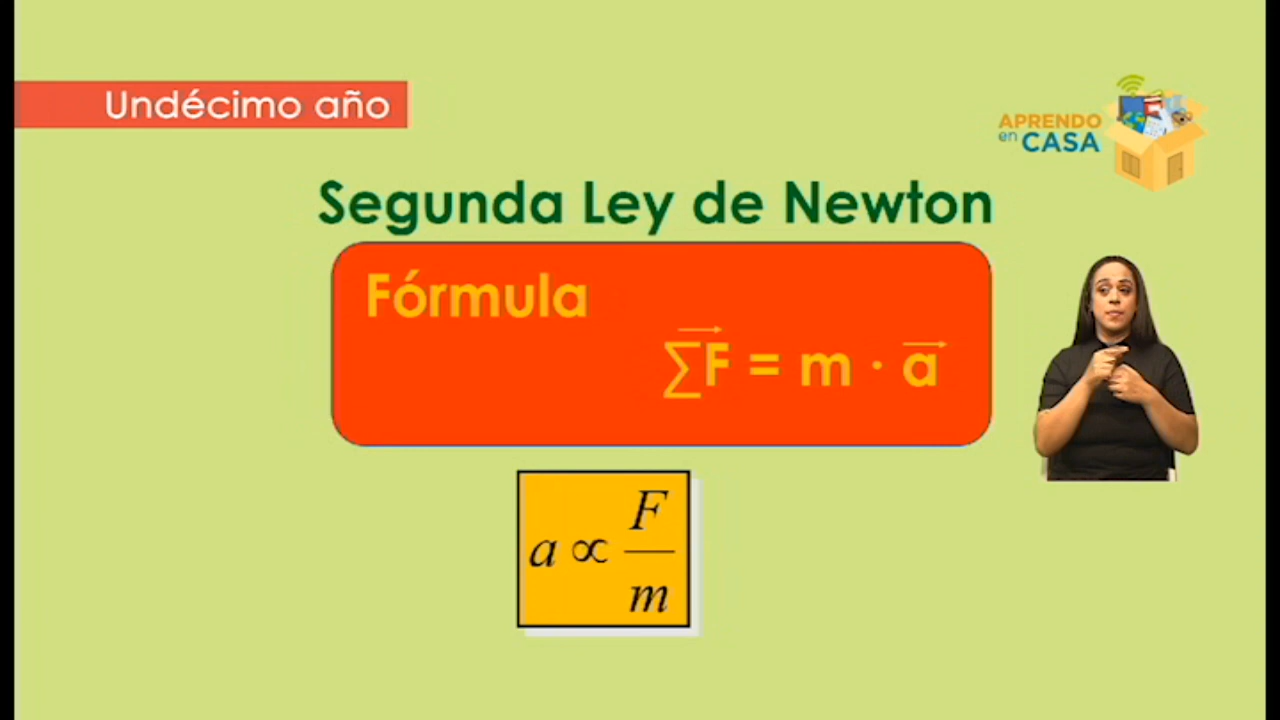 Undécimo año
APRENDO
en CASA
Segunda Ley de Newton
Fórmula
∑F = m · a
a ∝ F/m